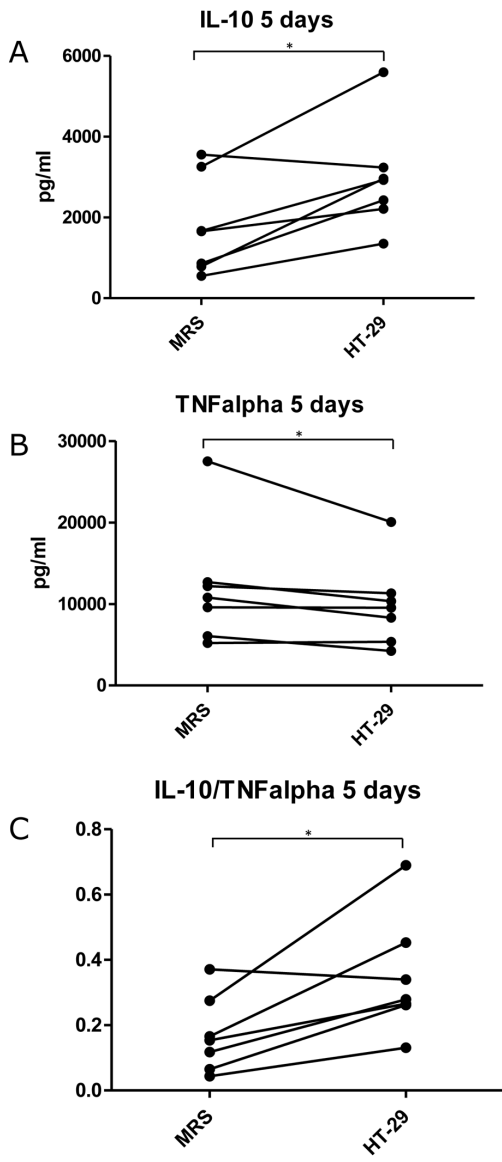 IL-10 5 days
A
*
6000
4000
2000
0
pg/ml
MRS
HT-29
TNFalpha 5 days
B
*
30000
20000
10000
0
pg/ml
MRS
HT-29
IL-10/TNFalpha 5 days
C
*
0.8
0.6
0.4
0.2
0.0
MRS
HT-29